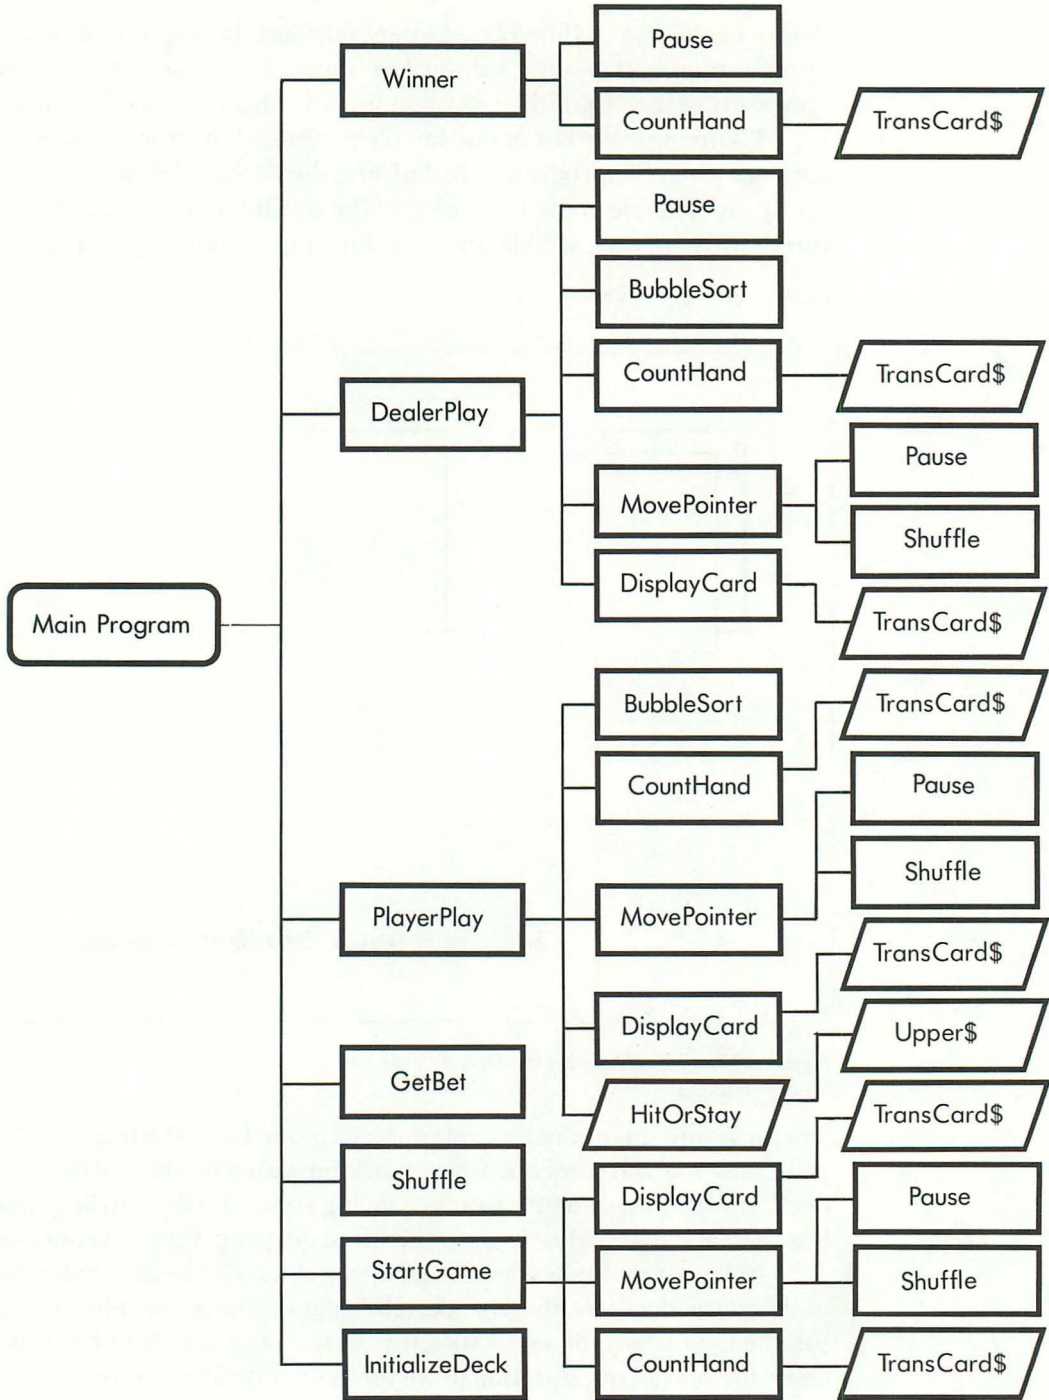 Main Program
Winner
Pause
CountHand
TransCard$
DealerPlay
Pause
BubbleSort
CountHand
TransCard$
MovePointer
Pause
Shuffle
DisplayCard
TransCard$
PlayerPlay
BubbleSort
CountHand
TransCard$
MovePointer
Pause
Shuffle
DisplayCard
TransCard$
HitOrStay
Upper$
GetBet
Shuffle
StartGame
DisplayCard
TransCard$
MovePointer
Pause
Shuffle
CountHand
TransCard$
InitializeDeck